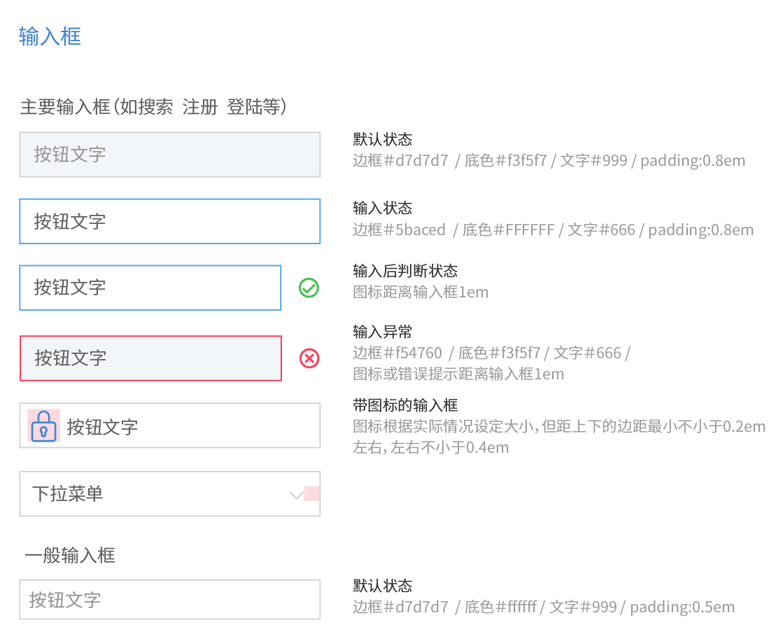 输入框
主要输入框(如搜索 注册 登陆等)
按钮文字
默认状态
边框#d7d7d7 / 底色#f3f5f7 / 文字#999 / padding:0.8em
按钮文字
输入状态
边框#5baced / 底色#FFFFFF / 文字#666 / padding:0.8em
按钮文字
输入后判断状态
图标距离输入框1em
按钮文字
输入异常
边框#f54760 / 底色#f3f5f7 / 文字#666 /
图标或错误提示距离输入框1em
按钮文字
带图标的输入框
图标根据实际情况设定大小,但距上下的边距最小不小于0.2em
左右,左右不小于0.4em
下拉菜单
一般输入框
按钮文字
默认状态
边框#d7d7d7 / 底色#ffffff / 文字#999 / padding:0.5em